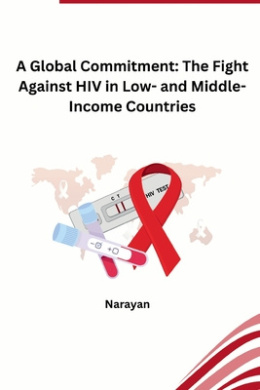 A Global Commitment: The Fight
Against HIV in Low- and Middle-
Income Countries
C T
HIV TEST
Narayan